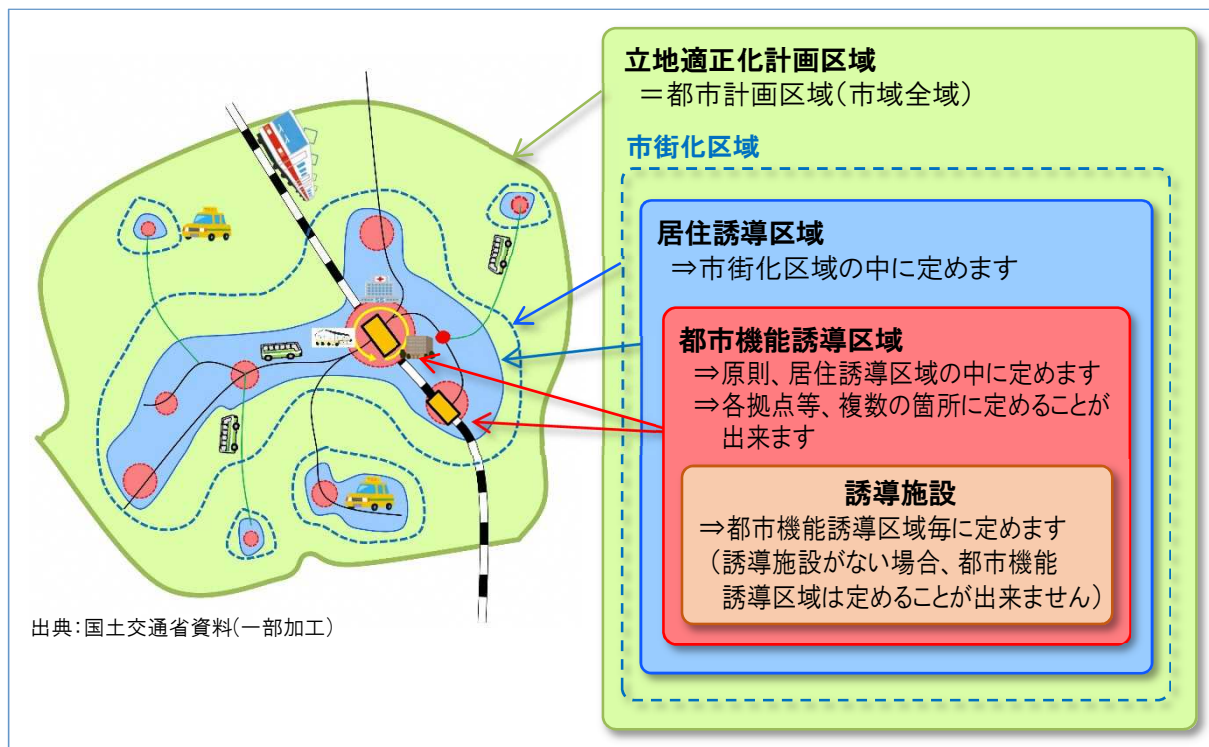 立地適正化計画区域
＝都市計画区域（市域全域）
市街化区域
居住誘導区域
⇒市街化区域の中に定めます
都市機能誘導区域
⇒原則、居住誘導区域の中に定めます
⇒各拠点等、複数の箇所に定めることが
出来ます
誘導施設
⇒都市機能誘導区域毎に定めます
（誘導施設がない場合、都市機能
誘導区域は定めることが出来ません）
出典：国土交通省資料(一部加工）